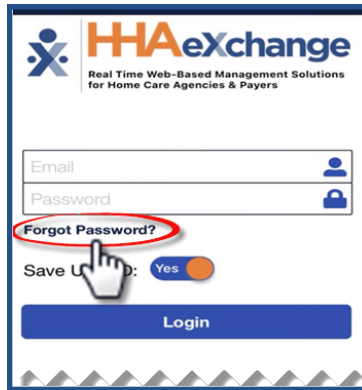 HHAeXchange
Real Time Web-Based Management Solutions
for Home Care Agencies & Payers
Email
Password
Forgot Password?
Save U D: Yes
Login